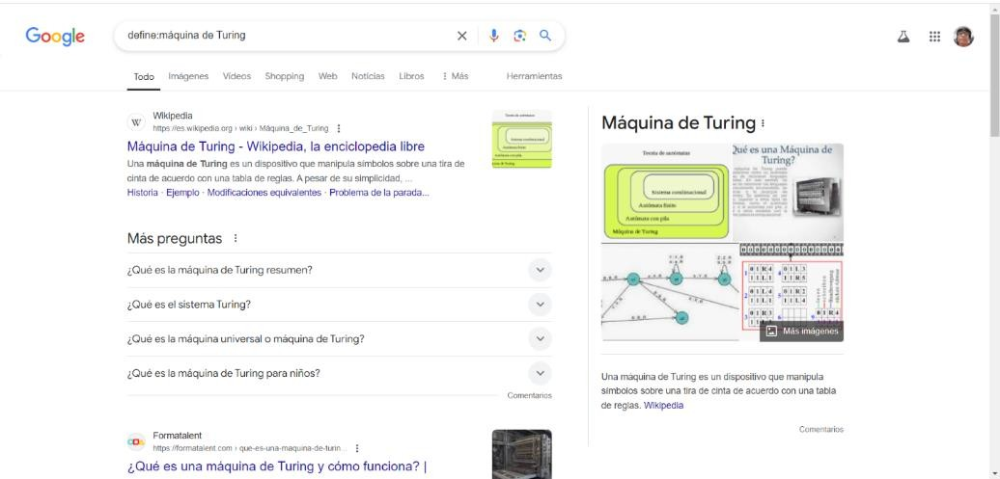 Google
define:máquina de Turing
Todo Imágenes Vídeos Shopping Web Noticias Libros Más Herramientas
Wikipedia
https://es.wikipedia.org › wiki › Máquina_de_Turing
Máquina de Turing - Wikipedia, la enciclopedia libre
Una máquina de Turing es un dispositivo que manipula símbolos sobre una tira de
cinta de acuerdo con una tabla de reglas. A pesar de su simplicidad, ...
Historia · Ejemplo · Modificaciones equivalentes · Problema de la parada...
Más preguntas
¿Qué es la máquina de Turing resumen?
¿Qué es el sistema Turing?
¿Qué es la máquina universal o máquina de Turing?
¿Qué es la máquina de Turing para niños?
Comentarios
Formatalent
https://formatalent.com › que-es-una-maquina-de-turin...
¿Qué es una máquina de Turing y cómo funciona? |
Máquina de Turing
Teoría de autómatas
Sistema combinacional
Autómata finito
Autómata con pila
Máquina de Turing
Qué es una Máquina de
Turing?
Más imágenes
Una máquina de Turing es un dispositivo que manipula
símbolos sobre una tira de cinta de acuerdo con una tabla
de reglas. Wikipedia
Comentarios